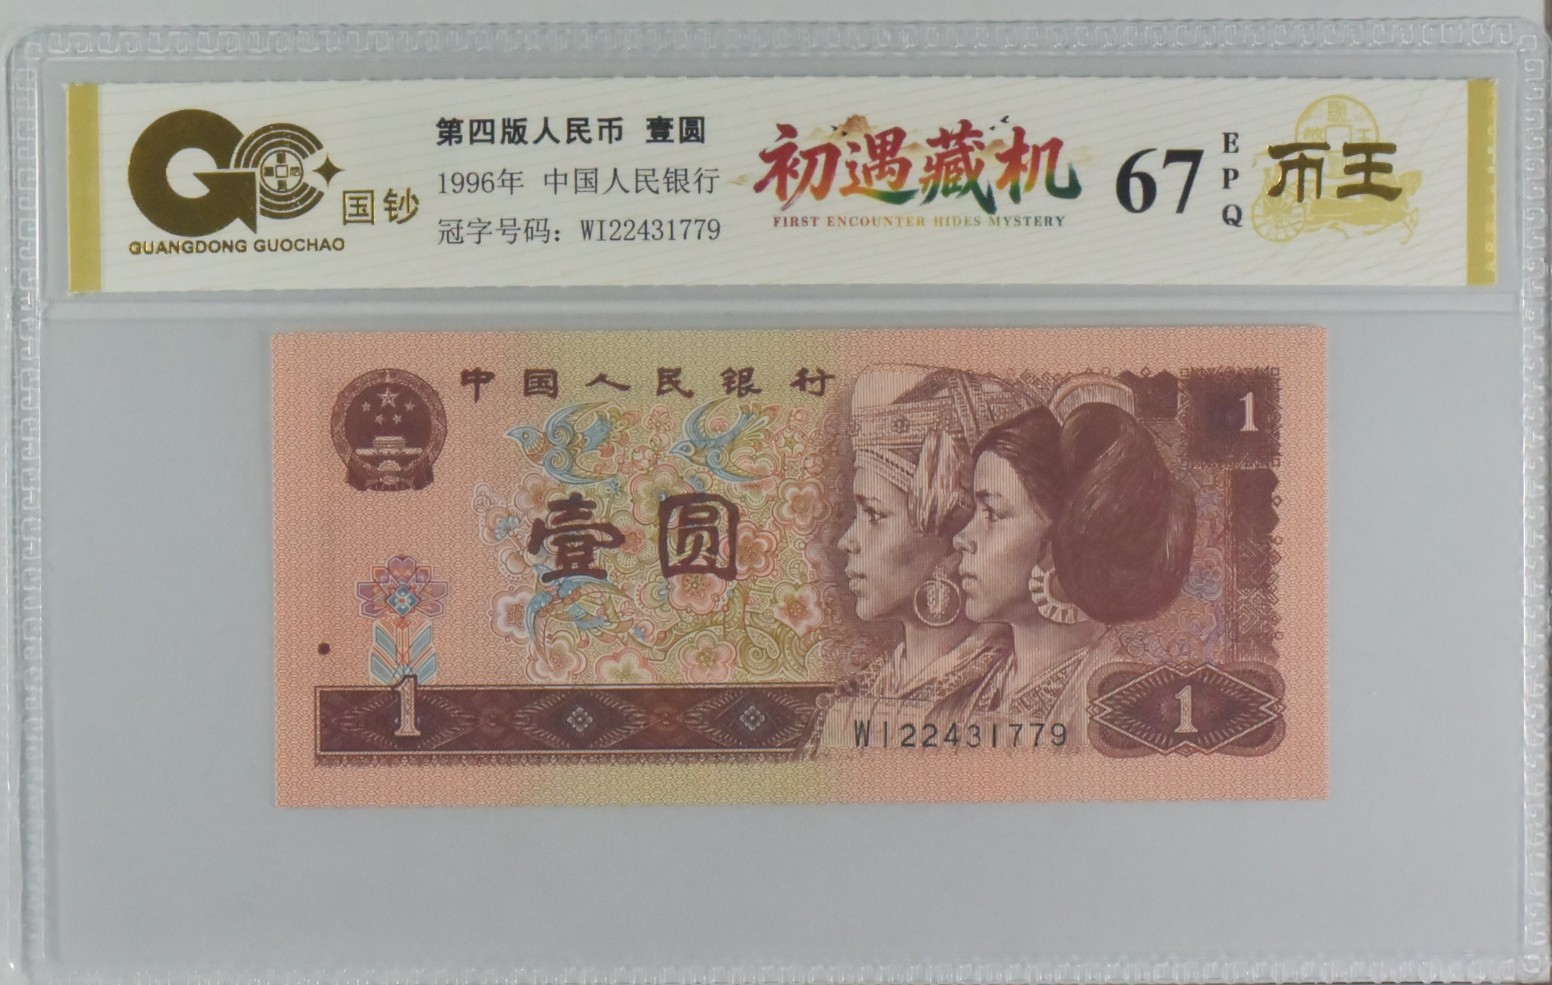 国钞
GUANGDONG GUOCHAO
第四版人民币 壹圆
1996年 中国人民银行
冠字号码：WI22431779
初遇藏机
FIRST ENCOUNTER HIDES MYSTERY
67
EPQ
币王
中国人民银行
1
壹圆
1
WI22431779
1